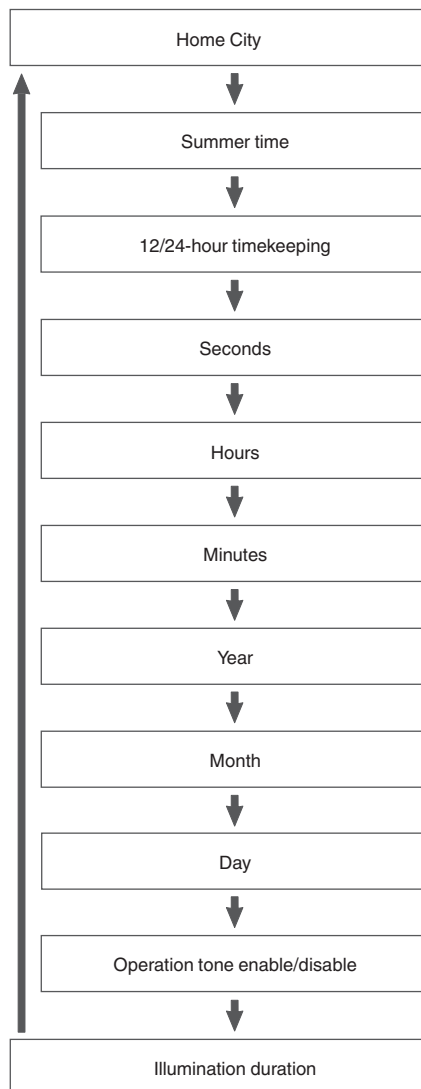 Home City
Summer time
12/24-hour timekeeping
Seconds
Hours
Minutes
Year
Month
Day
Operation tone enable/disable
Illumination duration